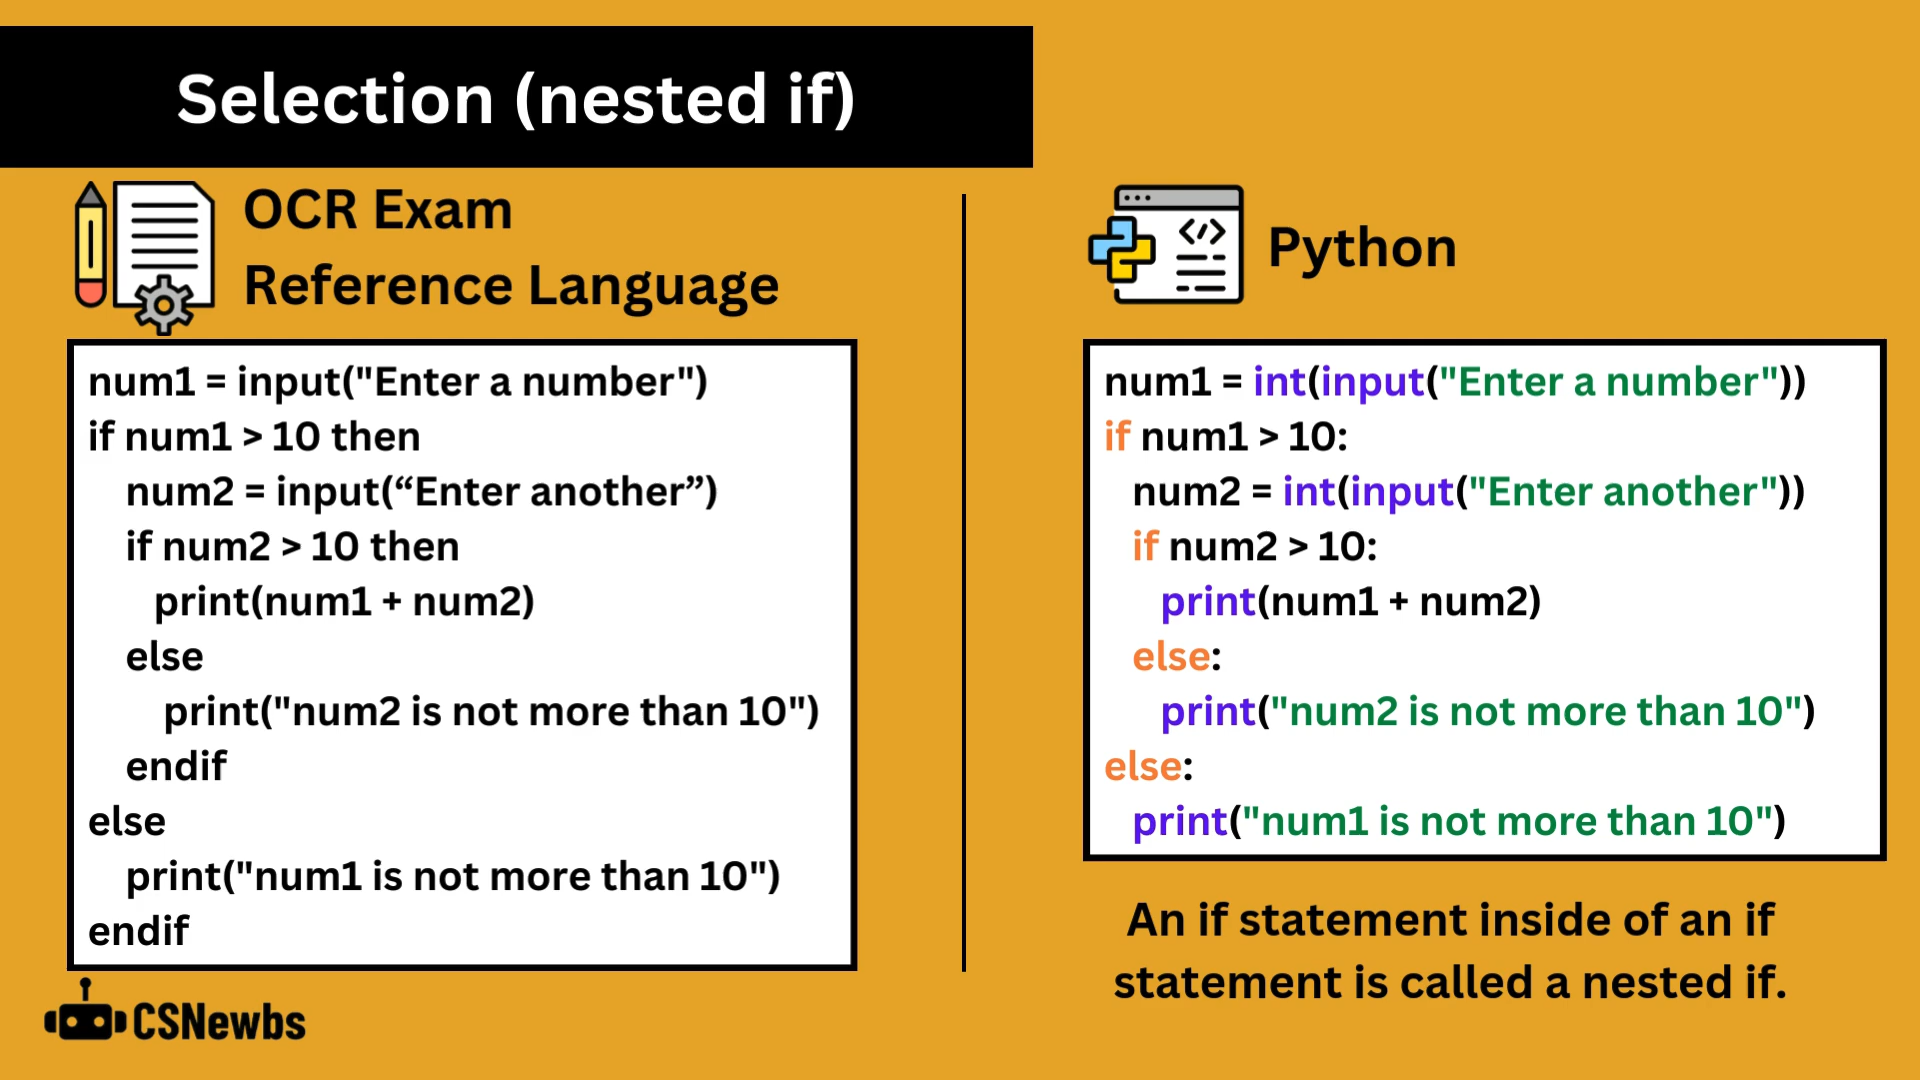 Selection (nested if)
OCR Exam
Reference Language
num1 = input("Enter a number")
if num1 > 10 then
    num2 = input(“Enter another”)
    if num2 > 10 then
        print(num1 + num2)
    else
        print("num2 is not more than 10")
    endif
else
    print("num1 is not more than 10")
endif
CSNewbs
Python
num1 = int(input("Enter a number"))
if num1 > 10:
    num2 = int(input("Enter another"))
    if num2 > 10:
        print(num1 + num2)
    else:
        print("num2 is not more than 10")
else:
    print("num1 is not more than 10")
An if statement inside of an if
statement is called a nested if.